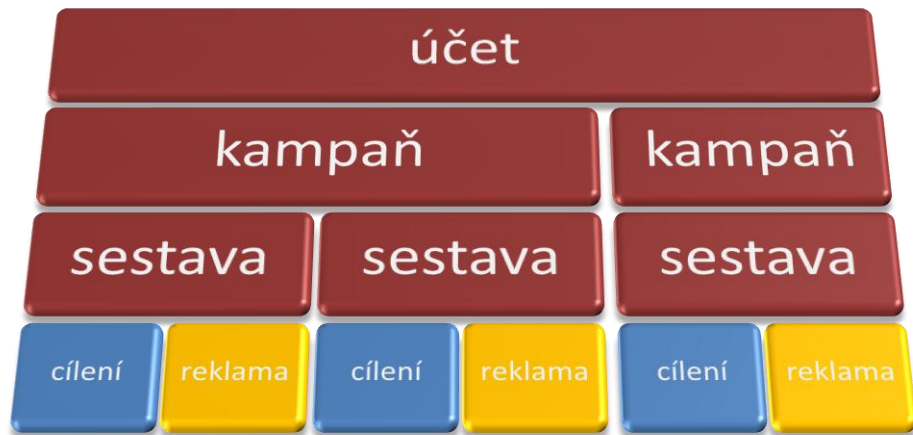 účet
kampaň kampaň
sestava sestava sestava
cílení reklama cílení reklama cílení reklama